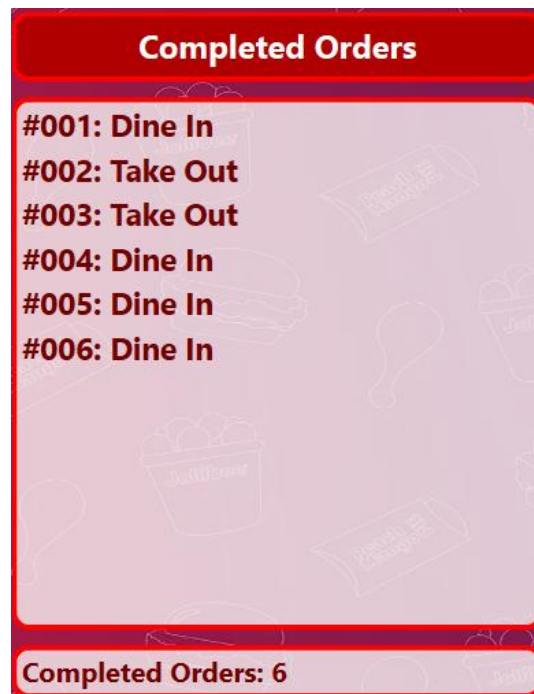 Completed Orders
#001: Dine In
#002: Take Out
#003: Take Out
#004: Dine In
#005: Dine In
#006: Dine In
Completed Orders: 6